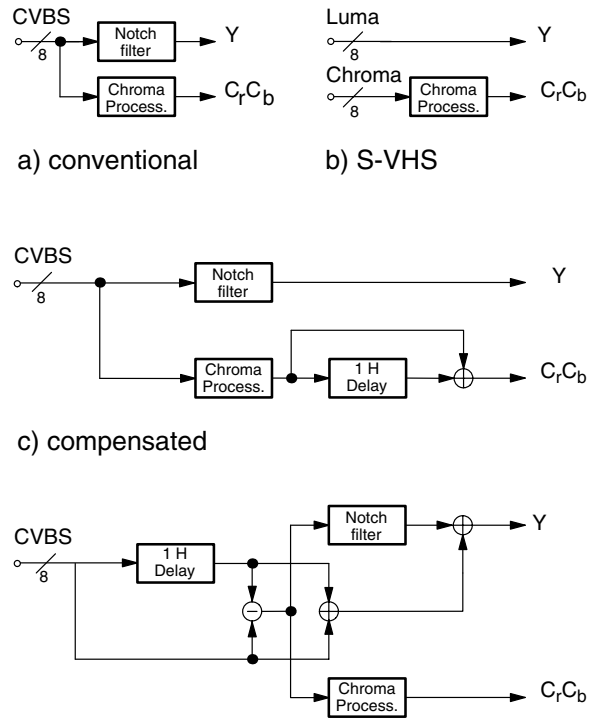 CVBS
8
Notch
filter
Y
Chroma
Process.
CrCb
a) conventional
Luma
8
Y
Chroma
8
Chroma
Process.
CrCb
b) S-VHS
CVBS
8
Notch
filter
Y
Chroma
Process.
1 H
Delay
CrCb
c) compensated
CVBS
8
1 H
Delay
Notch
filter
Y
Chroma
Process.
CrCb